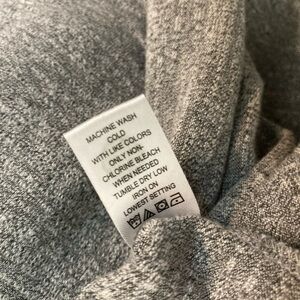 MACHINE WASH
COLD
WITH LIKE COLORS
ONLY NON-
CHLORINE BLEACH
WHEN NEEDED
TUMBLE DRY LOW
IRON ON
LOWEST SETTING